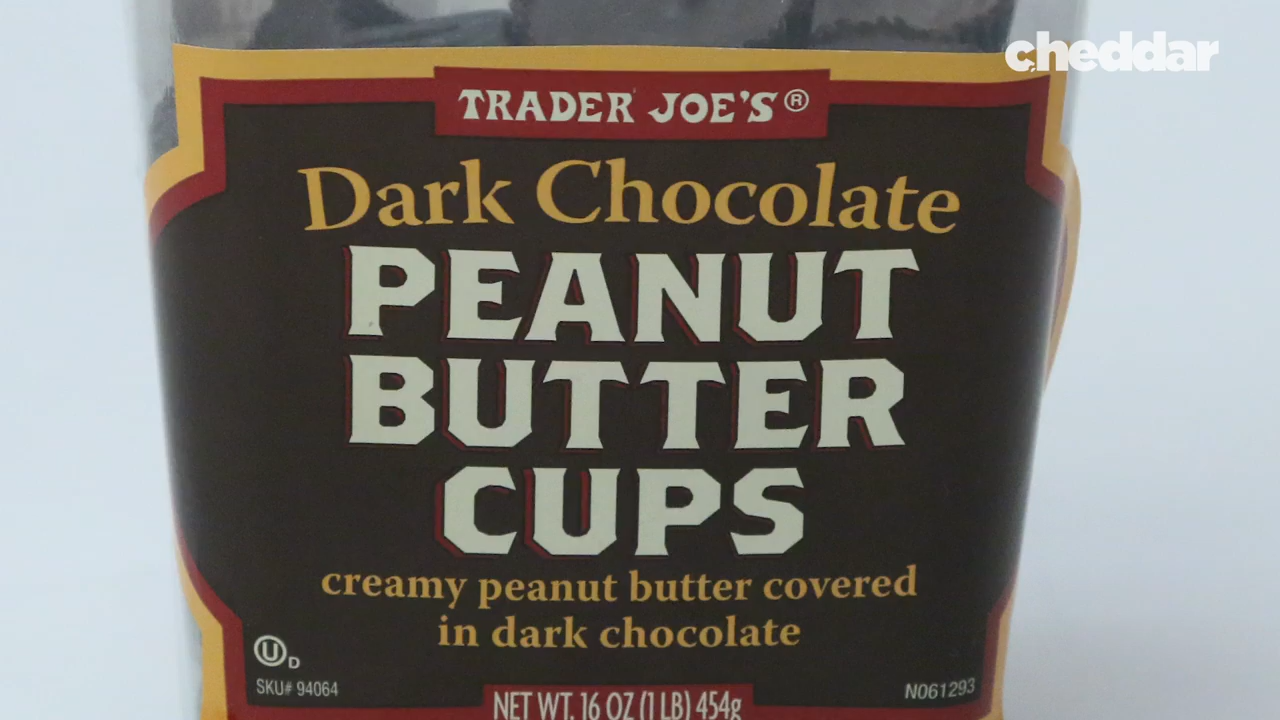 cheddar
TRADER JOE'S®
Dark Chocolate
PEANUT
BUTTER
CUPS
creamy peanut butter covered
in dark chocolate
U D
SKU# 94064
N061293
NET WT. 16 OZ (1 LB) 454g